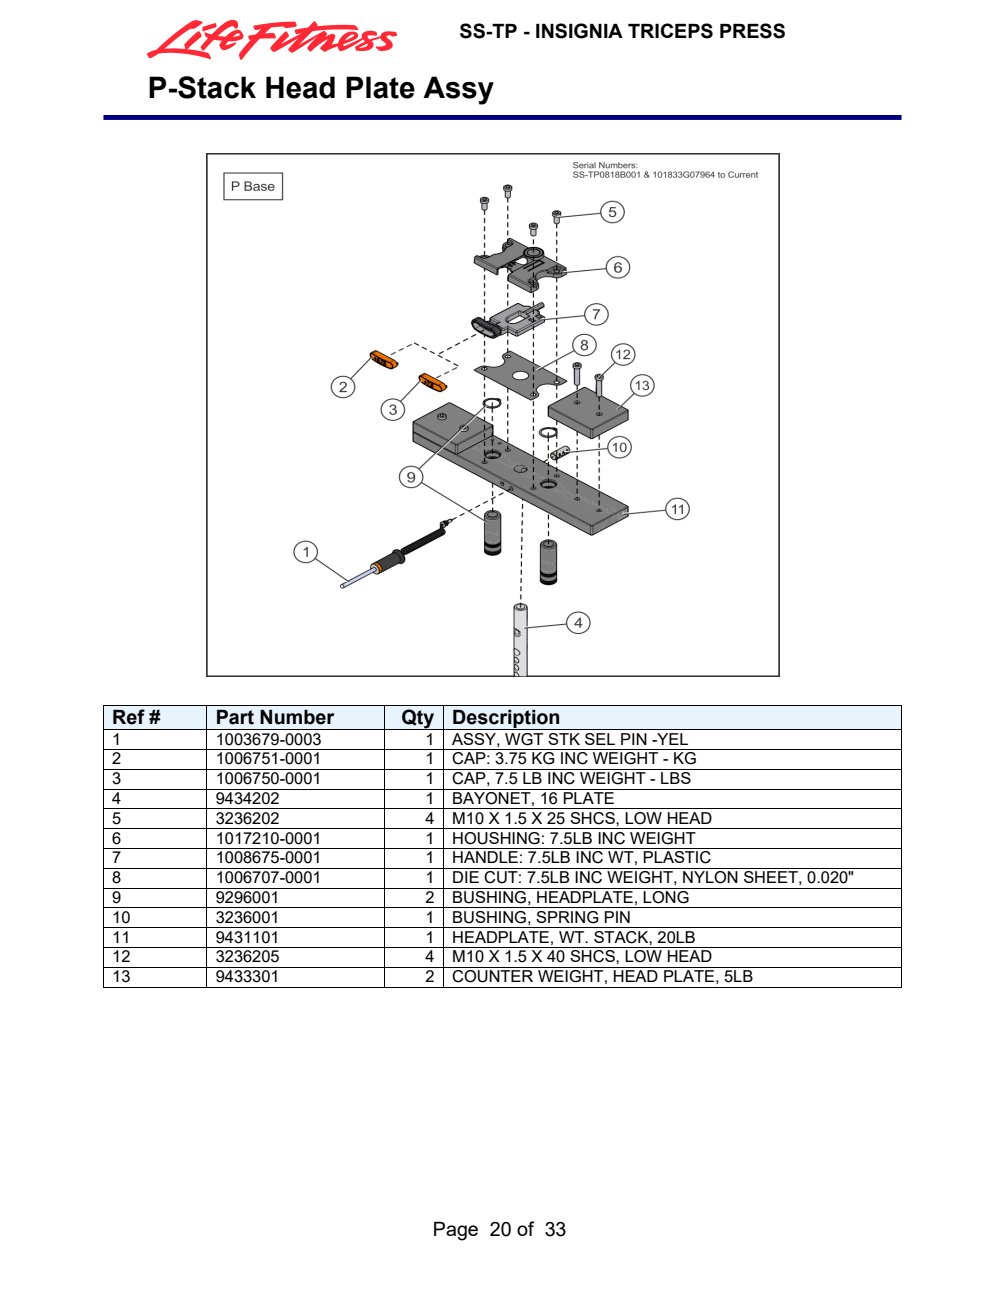 Life Fitness
SS-TP - INSIGNIA TRICEPS PRESS
P-Stack Head Plate Assy
Serial Numbers:
SS-TP0818B001 & 101833G07964 to Current
P Base
5
6
7
8
12
2
13
3
10
9
11
1
4
Ref # Part Number Qty Description
1 1003679-0003 1 ASSY, WGT STK SEL PIN -YEL
2 1006751-0001 1 CAP: 3.75 KG INC WEIGHT - KG
3 1006750-0001 1 CAP, 7.5 LB INC WEIGHT - LBS
4 9434202 1 BAYONET, 16 PLATE
5 3236202 4 M10 X 1.5 X 25 SHCS, LOW HEAD
6 1017210-0001 1 HOUSHING: 7.5LB INC WEIGHT
7 1008675-0001 1 HANDLE: 7.5LB INC WT, PLASTIC
8 1006707-0001 1 DIE CUT: 7.5LB INC WEIGHT, NYLON SHEET, 0.020"
9 9296001 2 BUSHING, HEADPLATE, LONG
10 3236001 1 BUSHING, SPRING PIN
11 9431101 1 HEADPLATE, WT. STACK, 20LB
12 3236205 4 M10 X 1.5 X 40 SHCS, LOW HEAD
13 9433301 2 COUNTER WEIGHT, HEAD PLATE, 5LB
Page 20 of 33